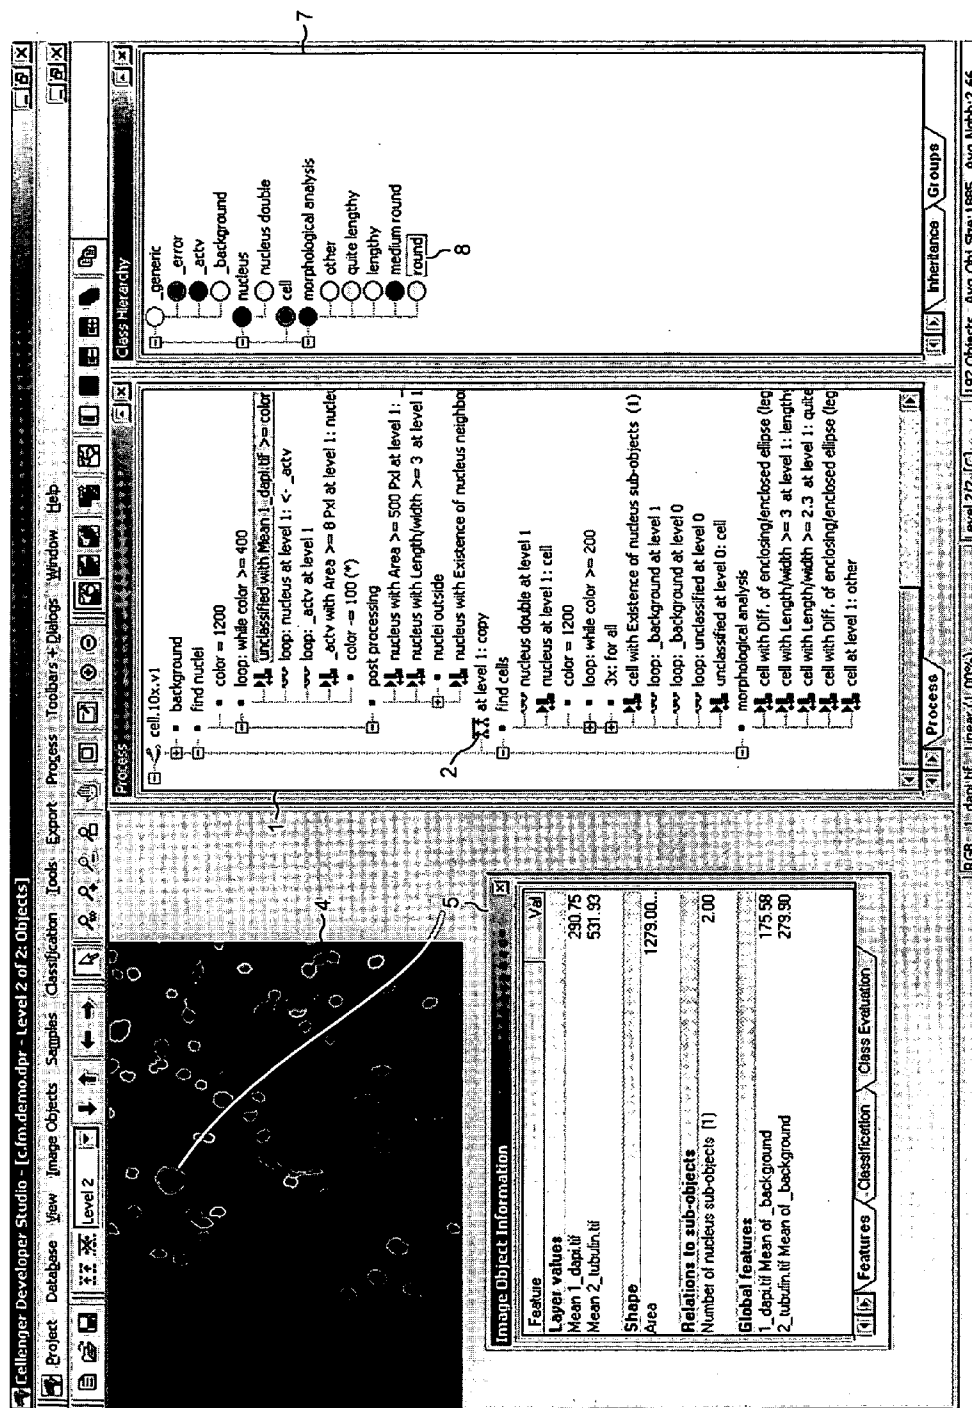 Cellenger Developer Studio - [c.fm.demo.dpr - Level 2 of 2: Objects]
Project Database View Image Objects Samples Classification Tools Export Process Toolbars + Dialogs Window Help
Level 2
4
5
Image Object Information
Feature Val
Layer values
Mean 1_dapi.tif 290.75
Mean 2_tubulin.tif 531.93
Shape
Area 1279.00...
Relations to sub-objects
Number of nucleus sub-objects [1] 2.00
Global features
1_dapi.tif Mean of _background 175.58
2_tubulin.tif Mean of _background 279.90
Features Classification Class Evaluation
1
2
Process
cell.10x.v1
background
find nuclei
color = 1200
loop: while color >= 400
unclassified with Mean 1_dapi.tif >= color
loop: nucleus at level 1: <- _actv
loop: _actv at level 1
_actv with Area >= 8 Pxl at level 1: nucleu
color -= 100 (*)
post processing
nucleus with Area >= 500 Pxl at level 1: _
nucleus with Length/width >= 3 at level 1
nuclei outside
nucleus with Existence of nucleus neighbor
at level 1: copy
find cells
nucleus double at level 1
nucleus at level 1: cell
color = 1200
loop: while color >= 200
3x: for all
cell with Existence of nucleus sub-objects (1)
loop: _background at level 1
loop: _background at level 0
loop: unclassified at level 0
unclassified at level 0: cell
morphological analysis
cell with Diff. of enclosing/enclosed ellipse (leg
cell with Length/width >= 3 at level 1: lengthy
cell with Length/width >= 2.3 at level 1: quite
cell with Diff. of enclosing/enclosed ellipse (leg
cell at level 1: other
Process
7
Class Hierarchy
_generic
_error
_actv
_background
nucleus
nucleus double
cell
morphological analysis
other
quite lengthy
lengthy
medium round
round
8
Inheritance Groups